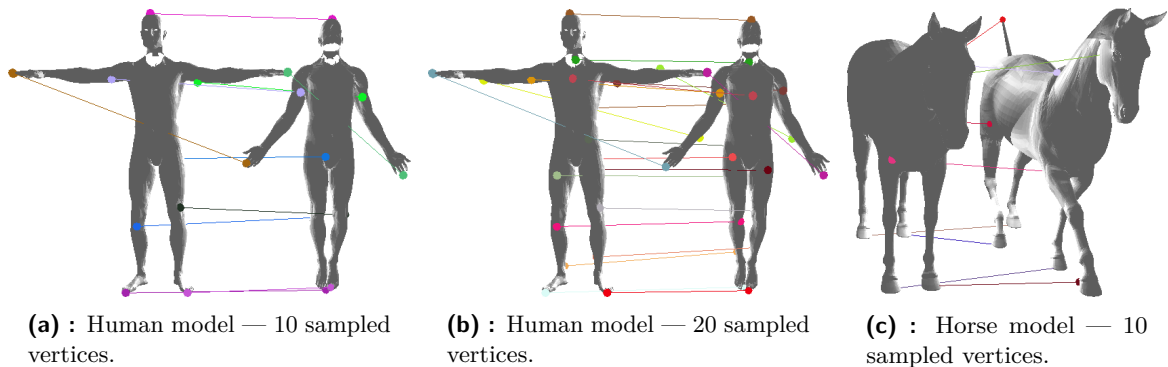 (a) : Human model — 10 sampled
vertices.
(b) : Human model — 20 sampled
vertices.
(c) : Horse model — 10
sampled vertices.